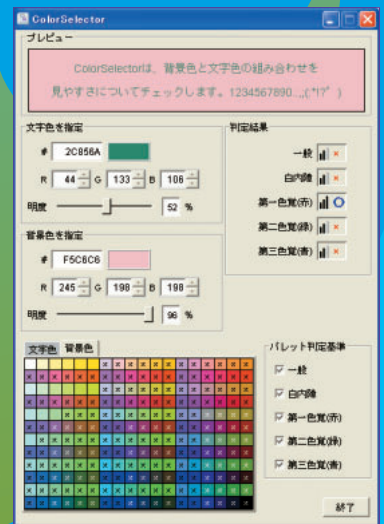 ColorSelector
プレビュー
ColorSelectorは、背景色と文字色の組み合わせを
見やすさについてチェックします。1234567890...,;( *!?" )
文字色を指定
# 2C856A
R 44 G 133 B 106
明度 52 %
背景色を指定
# F5C6C6
R 245 G 198 B 198
明度 96 %
判定結果
一般
白内障
第一色覚(赤)
第二色覚(緑)
第三色覚(青)
文字色 背景色
パレット判定基準
一般
白内障
第一色覚(赤)
第二色覚(緑)
第三色覚(青)
終了